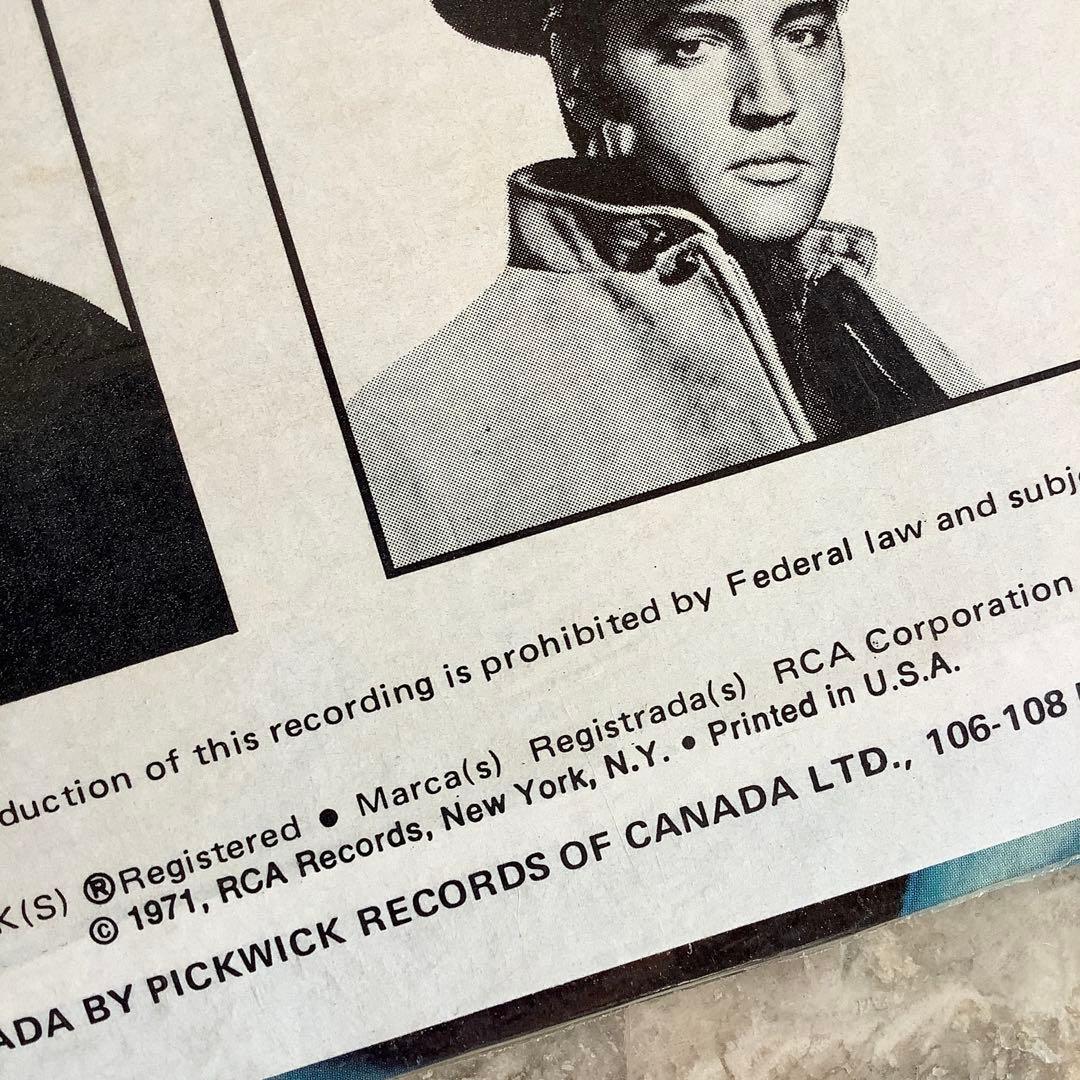 duction of this recording is prohibited by Federal law and subj
K(S) ®Registered • Marca(s) Registrada(s) RCA Corporation
© 1971, RCA Records, New York, N.Y. • Printed in U.S.A.
ADA BY PICKWICK RECORDS OF CANADA LTD., 106-108